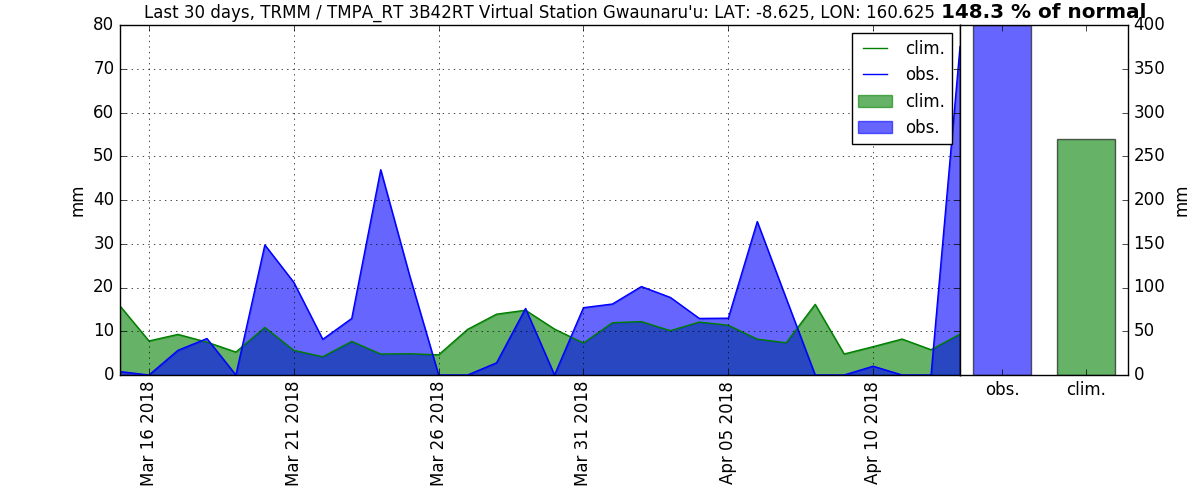 Last 30 days, TRMM / TMPA_RT 3B42RT Virtual Station Gwaunaru'u: LAT: -8.625, LON: 160.625 148.3 % of normal
80
70
60
50
40
30
20
10
0
mm
clim.
obs.
clim.
obs.
400
350
300
250
200
150
100
50
0
mm
obs.
clim.
Mar 16 2018
Mar 21 2018
Mar 26 2018
Mar 31 2018
Apr 05 2018
Apr 10 2018